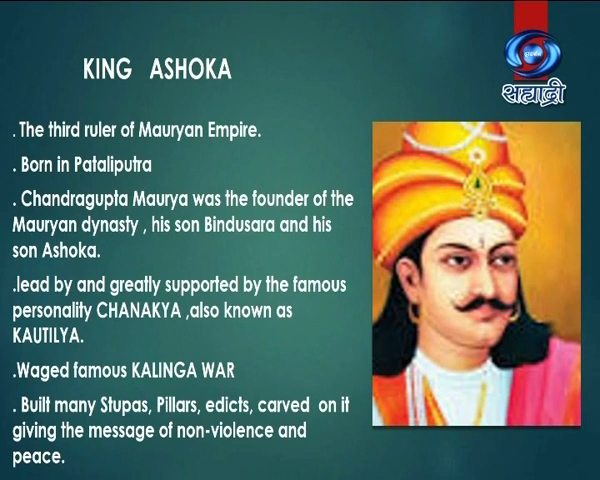 KING ASHOKA
सह्याद्री
. The third ruler of Mauryan Empire.
. Born in Pataliputra
. Chandragupta Maurya was the founder of the
Mauryan dynasty , his son Bindusara and his
son Ashoka.
.lead by and greatly supported by the famous
personality CHANAKYA ,also known as
KAUTILYA.
.Waged famous KALINGA WAR
. Built many Stupas, Pillars, edicts, carved on it
giving the message of non-violence and
peace.